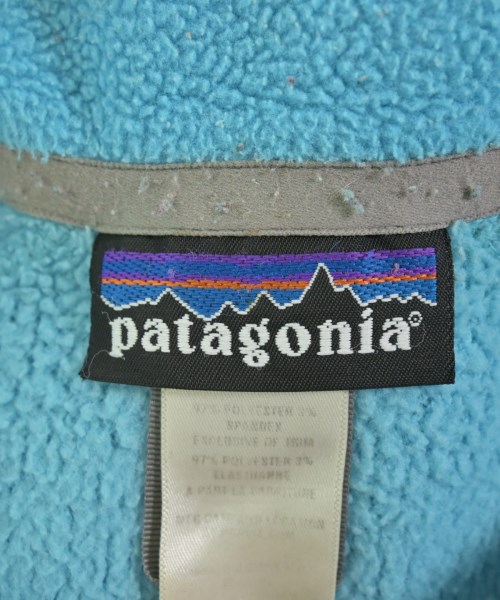 patagonia®
97% POLYESTER 3%
SPANDEX
EXCLUSIVE OF TRIM
97% POLYESTER 3%
ELASTHANNE